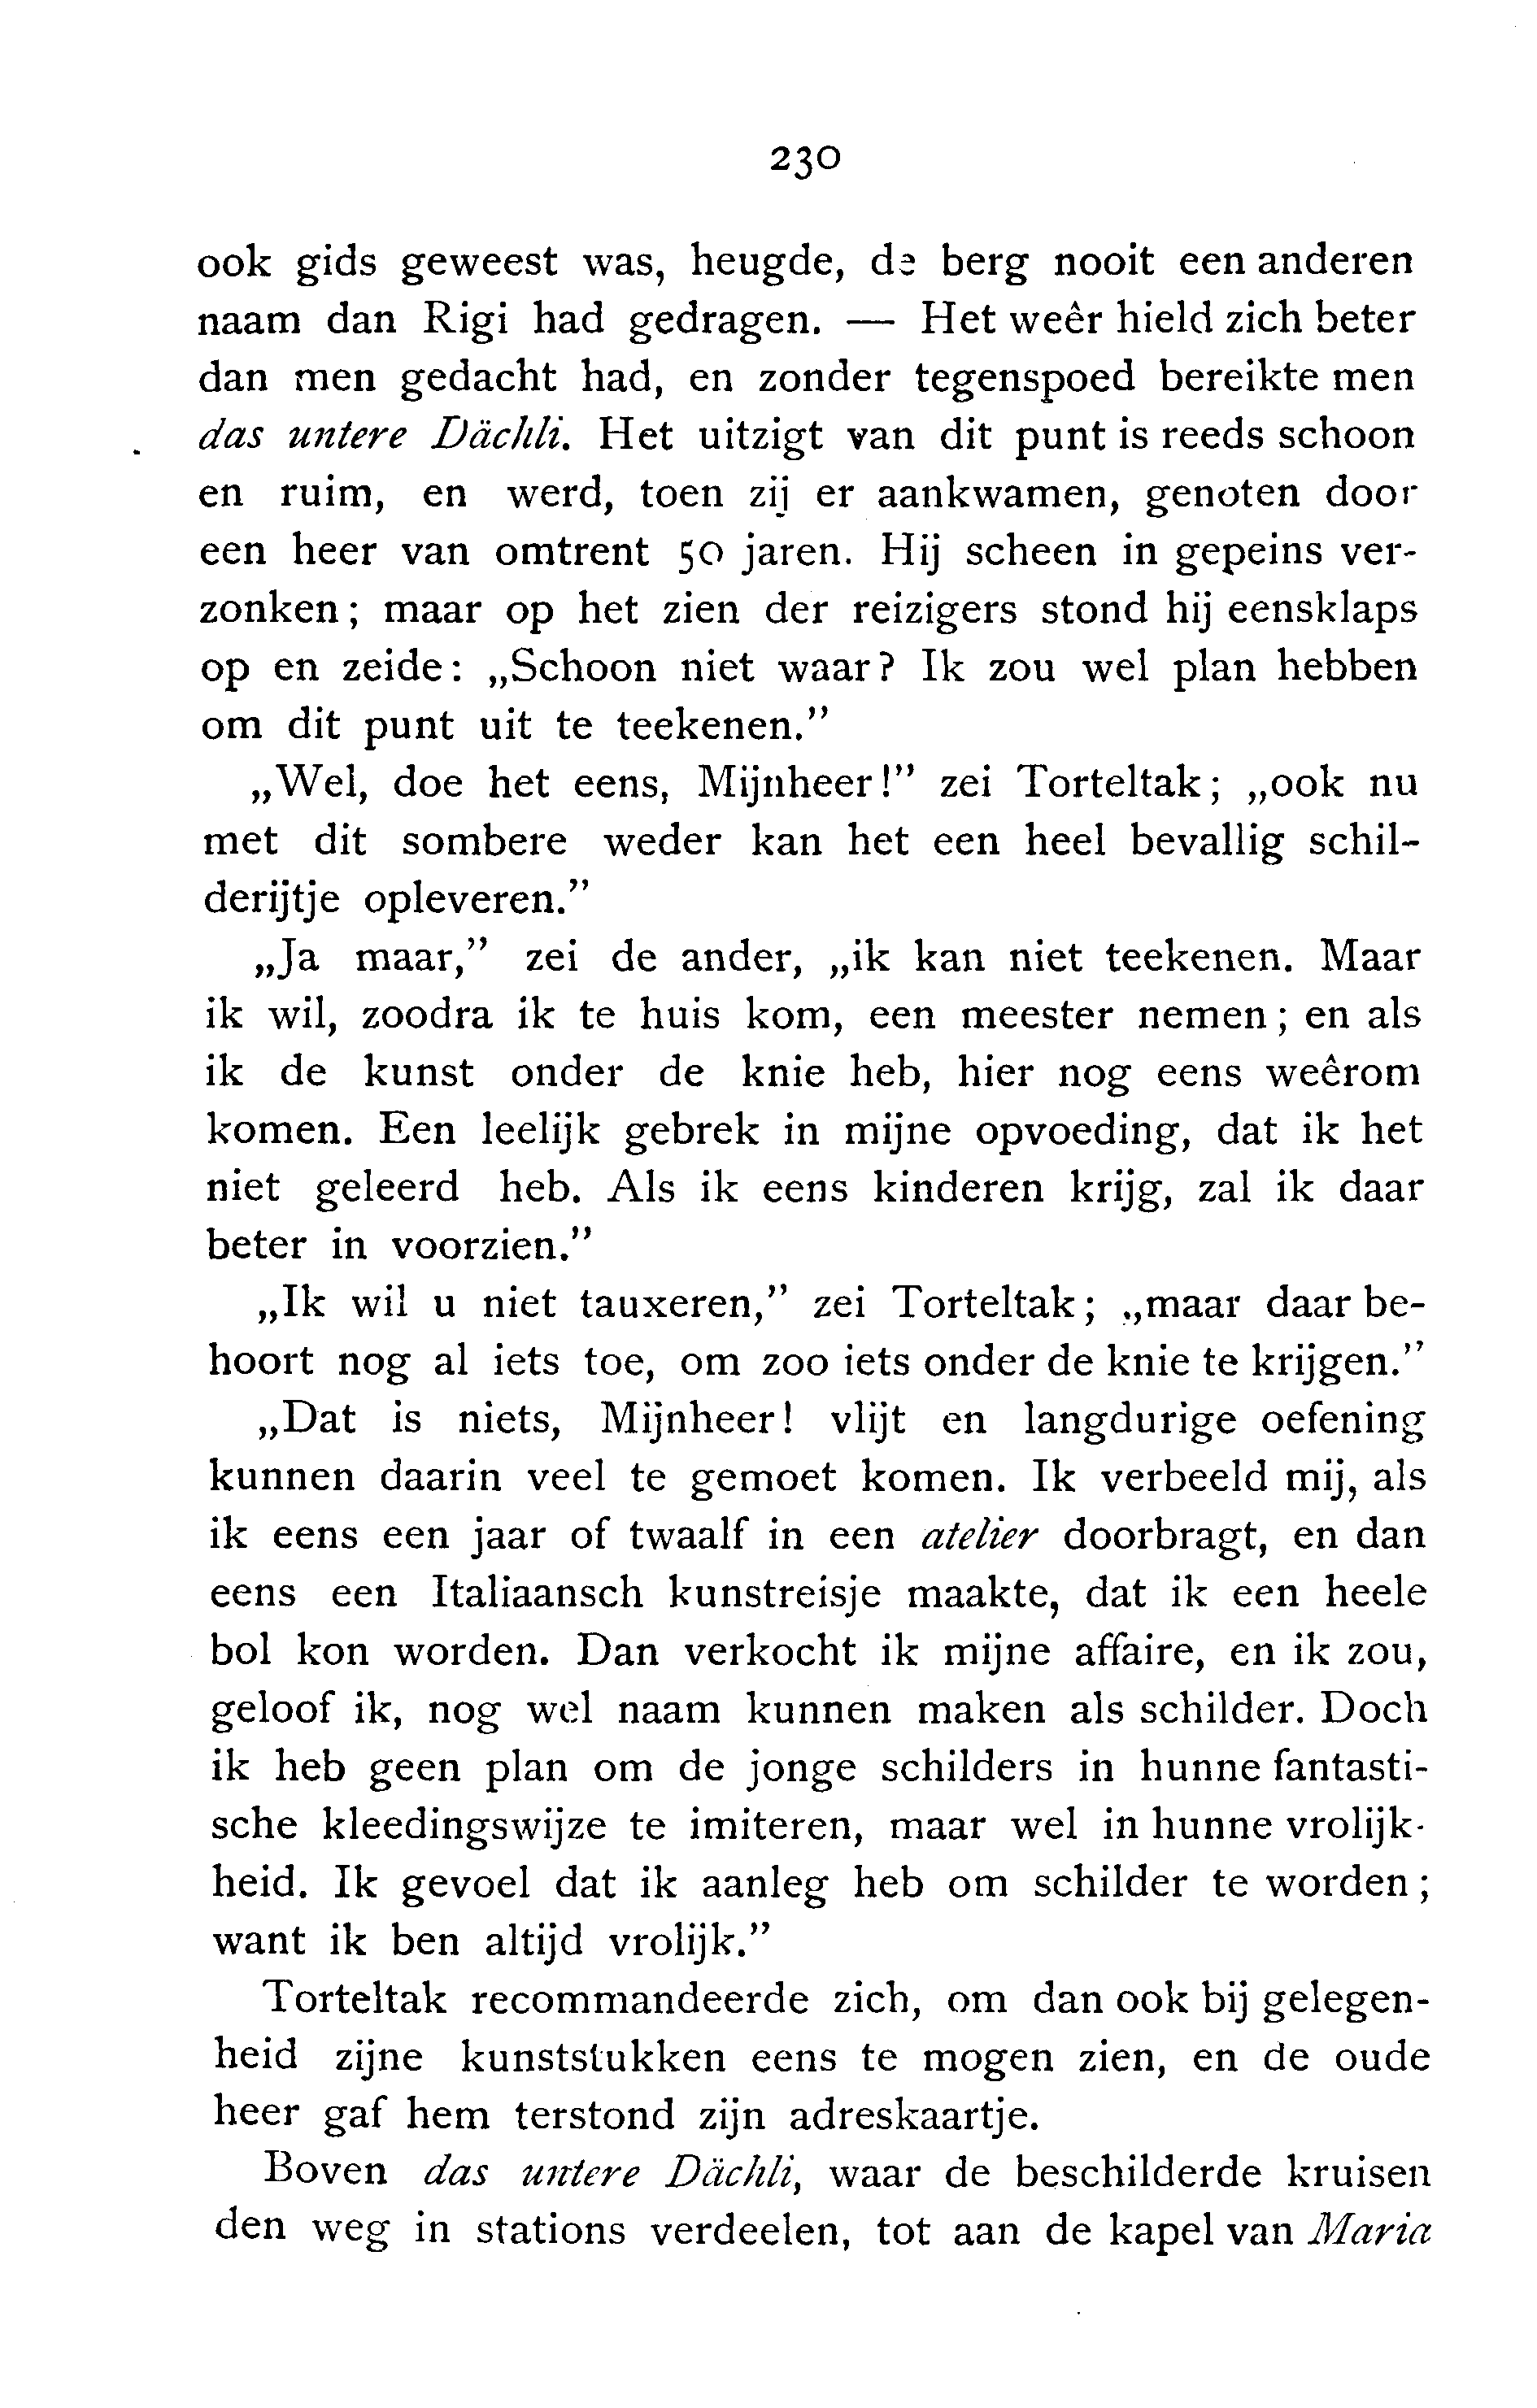 230
ook gids geweest was, heugde, de berg nooit een anderen
naam dan Rigi had gedragen. — Het weêr hield zich beter
dan men gedacht had, en zonder tegenspoed bereikte men
das untere Dächli. Het uitzigt van dit punt is reeds schoon
en ruim, en werd, toen zij er aankwamen, genoten door
een heer van omtrent 50 jaren. Hij scheen in gepeins ver-
zonken; maar op het zien der reizigers stond hij eensklaps
op en zeide: „Schoon niet waar? Ik zou wel plan hebben
om dit punt uit te teekenen.”
„Wel, doe het eens, Mijnheer!” zei Torteltak; „ook nu
met dit sombere weder kan het een heel bevallig schil-
derijtje opleveren.”
„Ja maar,” zei de ander, „ik kan niet teekenen. Maar
ik wil, zoodra ik te huis kom, een meester nemen; en als
ik de kunst onder de knie heb, hier nog eens weêrom
komen. Een leelijk gebrek in mijne opvoeding, dat ik het
niet geleerd heb. Als ik eens kinderen krijg, zal ik daar
beter in voorzien.”
„Ik wil u niet tauxeren,” zei Torteltak; „maar daar be-
hoort nog al iets toe, om zoo iets onder de knie te krijgen.”
„Dat is niets, Mijnheer! vlijt en langdurige oefening
kunnen daarin veel te gemoet komen. Ik verbeeld mij, als
ik eens een jaar of twaalf in een atelier doorbragt, en dan
eens een Italiaansch kunstreisje maakte, dat ik een heele
bol kon worden. Dan verkocht ik mijne affaire, en ik zou,
geloof ik, nog wel naam kunnen maken als schilder. Doch
ik heb geen plan om de jonge schilders in hunne fantasti-
sche kleedingswijze te imiteren, maar wel in hunne vrolijk-
heid. Ik gevoel dat ik aanleg heb om schilder te worden;
want ik ben altijd vrolijk.”
Torteltak recommandeerde zich, om dan ook bij gelegen-
heid zijne kunststukken eens te mogen zien, en de oude
heer gaf hem terstond zijn adreskaartje.
Boven das untere Dächli, waar de beschilderde kruisen
den weg in stations verdeelen, tot aan de kapel van Maria